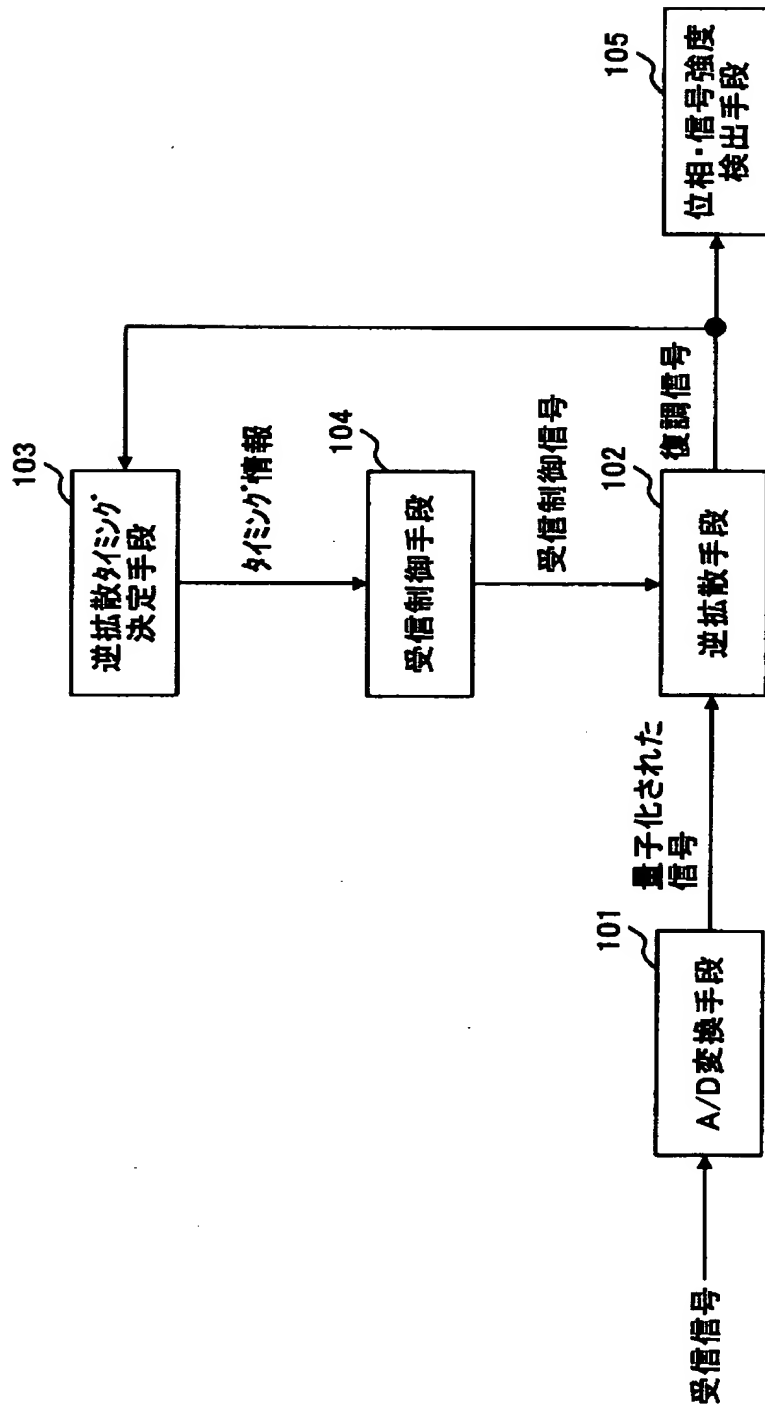 103
逆拡散タイミング
決定手段
タイミング情報
104
受信制御手段
受信制御信号
受信信号
101
A/D変換手段
量子化された
信号
102
逆拡散手段
復調信号
105
位相・信号強度
検出手段